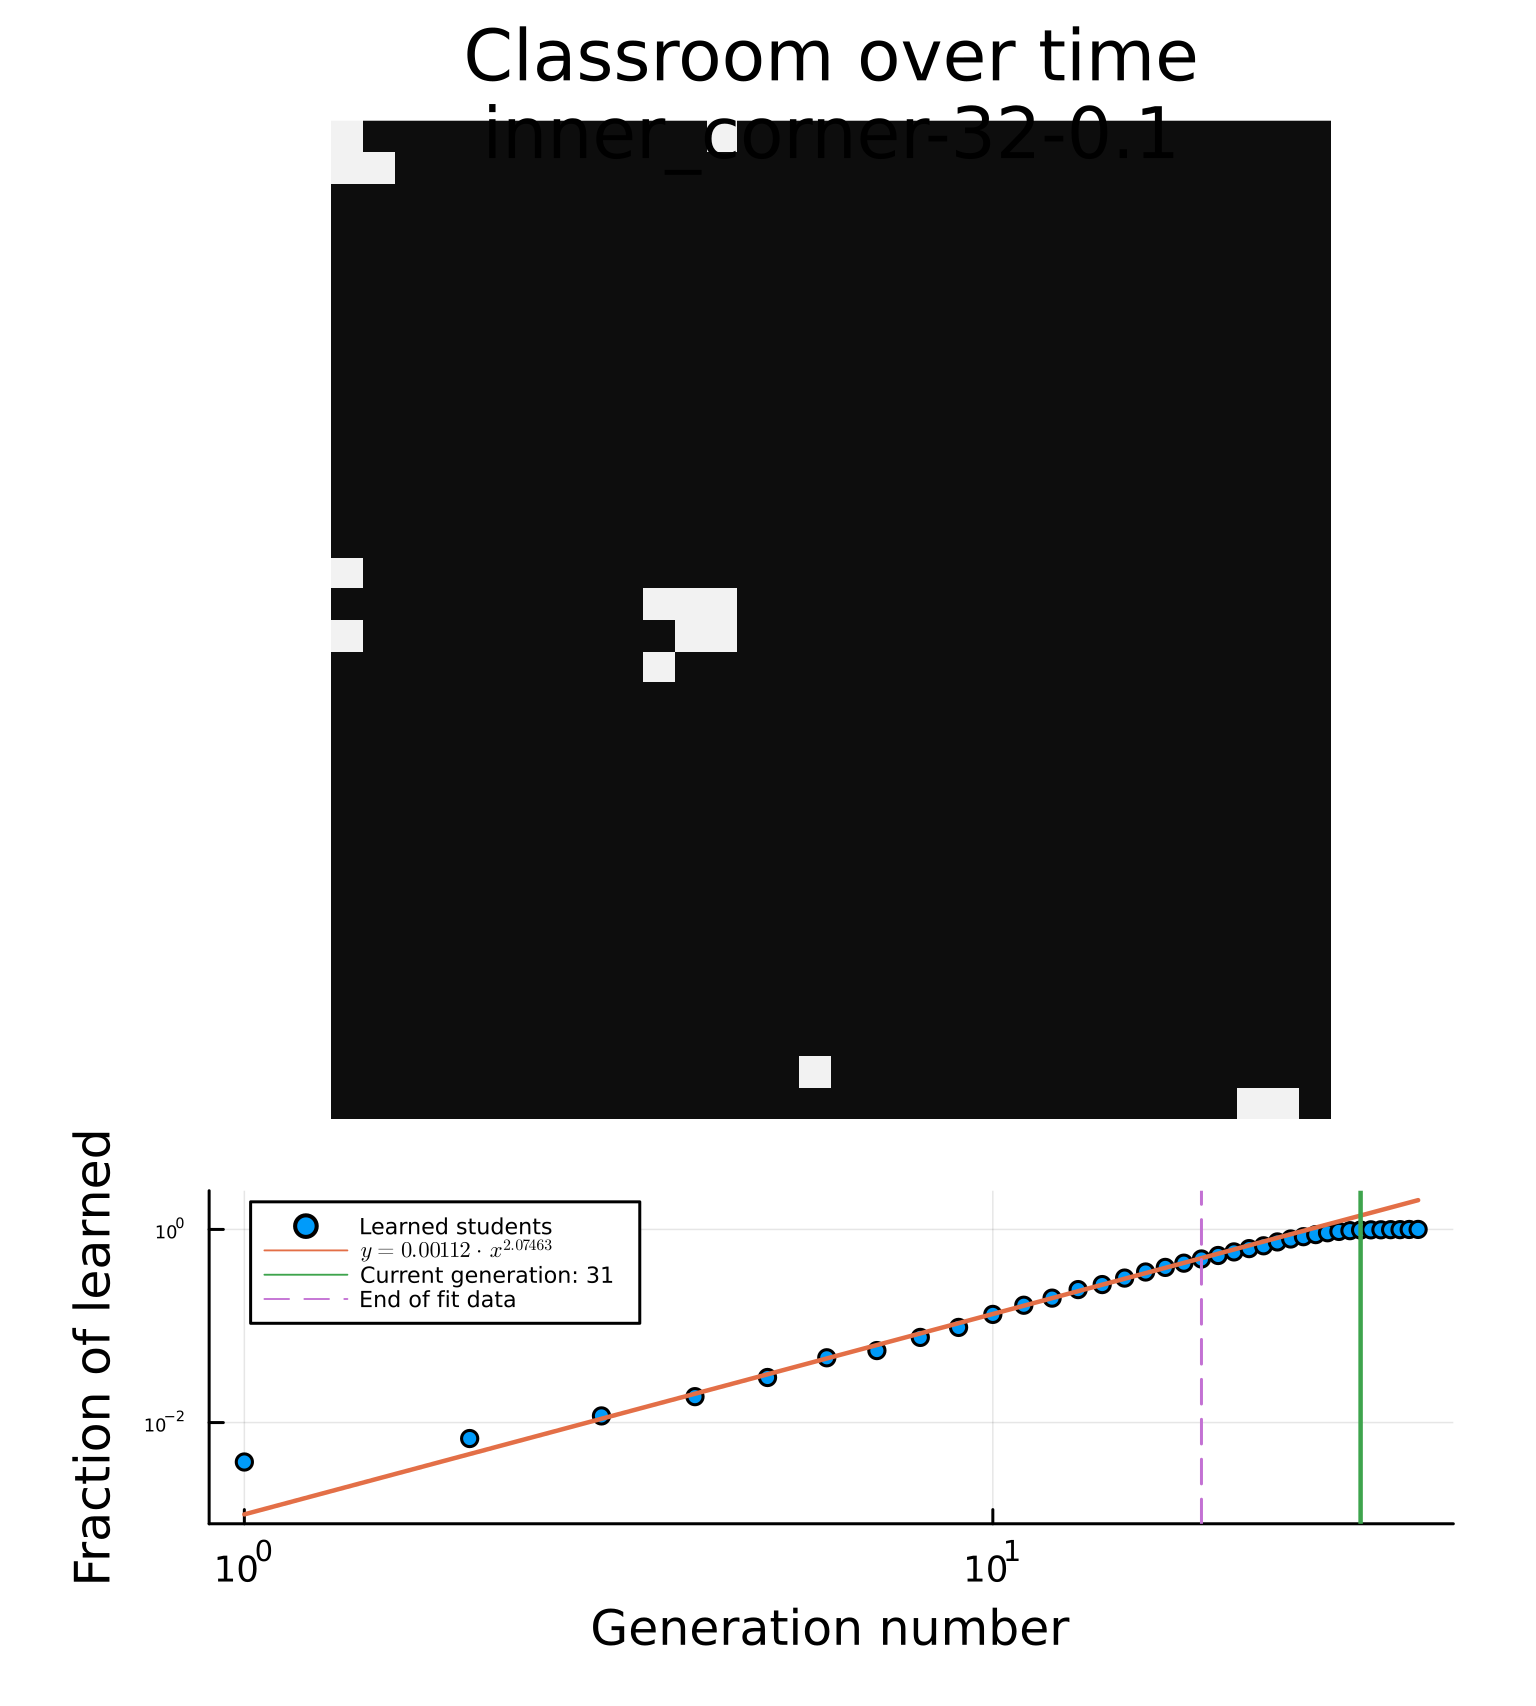 Classroom over time
inner_corner-32-0.1
Fraction of learned
10⁰
10⁻²
Learned students
y = 0.00112 · x^2.07463
Current generation: 31
End of fit data
10⁰ 10¹
Generation number